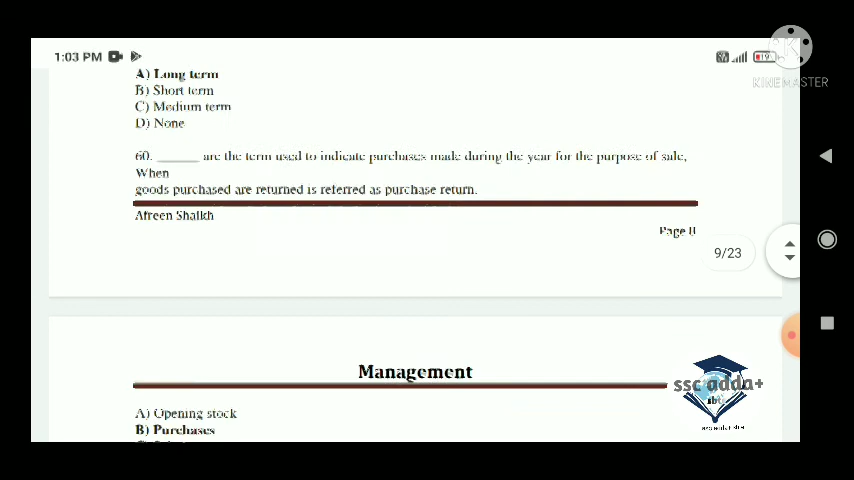 1:03 PM
19
KINEMASTER
A) Long term
B) Short term
C) Medium term
D) None
60. ______ are the term used to indicate purchases made during the year for the purpose of sale,
When
goods purchased are returned is referred as purchase return.
Afreen Shaikh
Page 8
9/23
Management
ssc adda+
A) Opening stock
B) Purchases